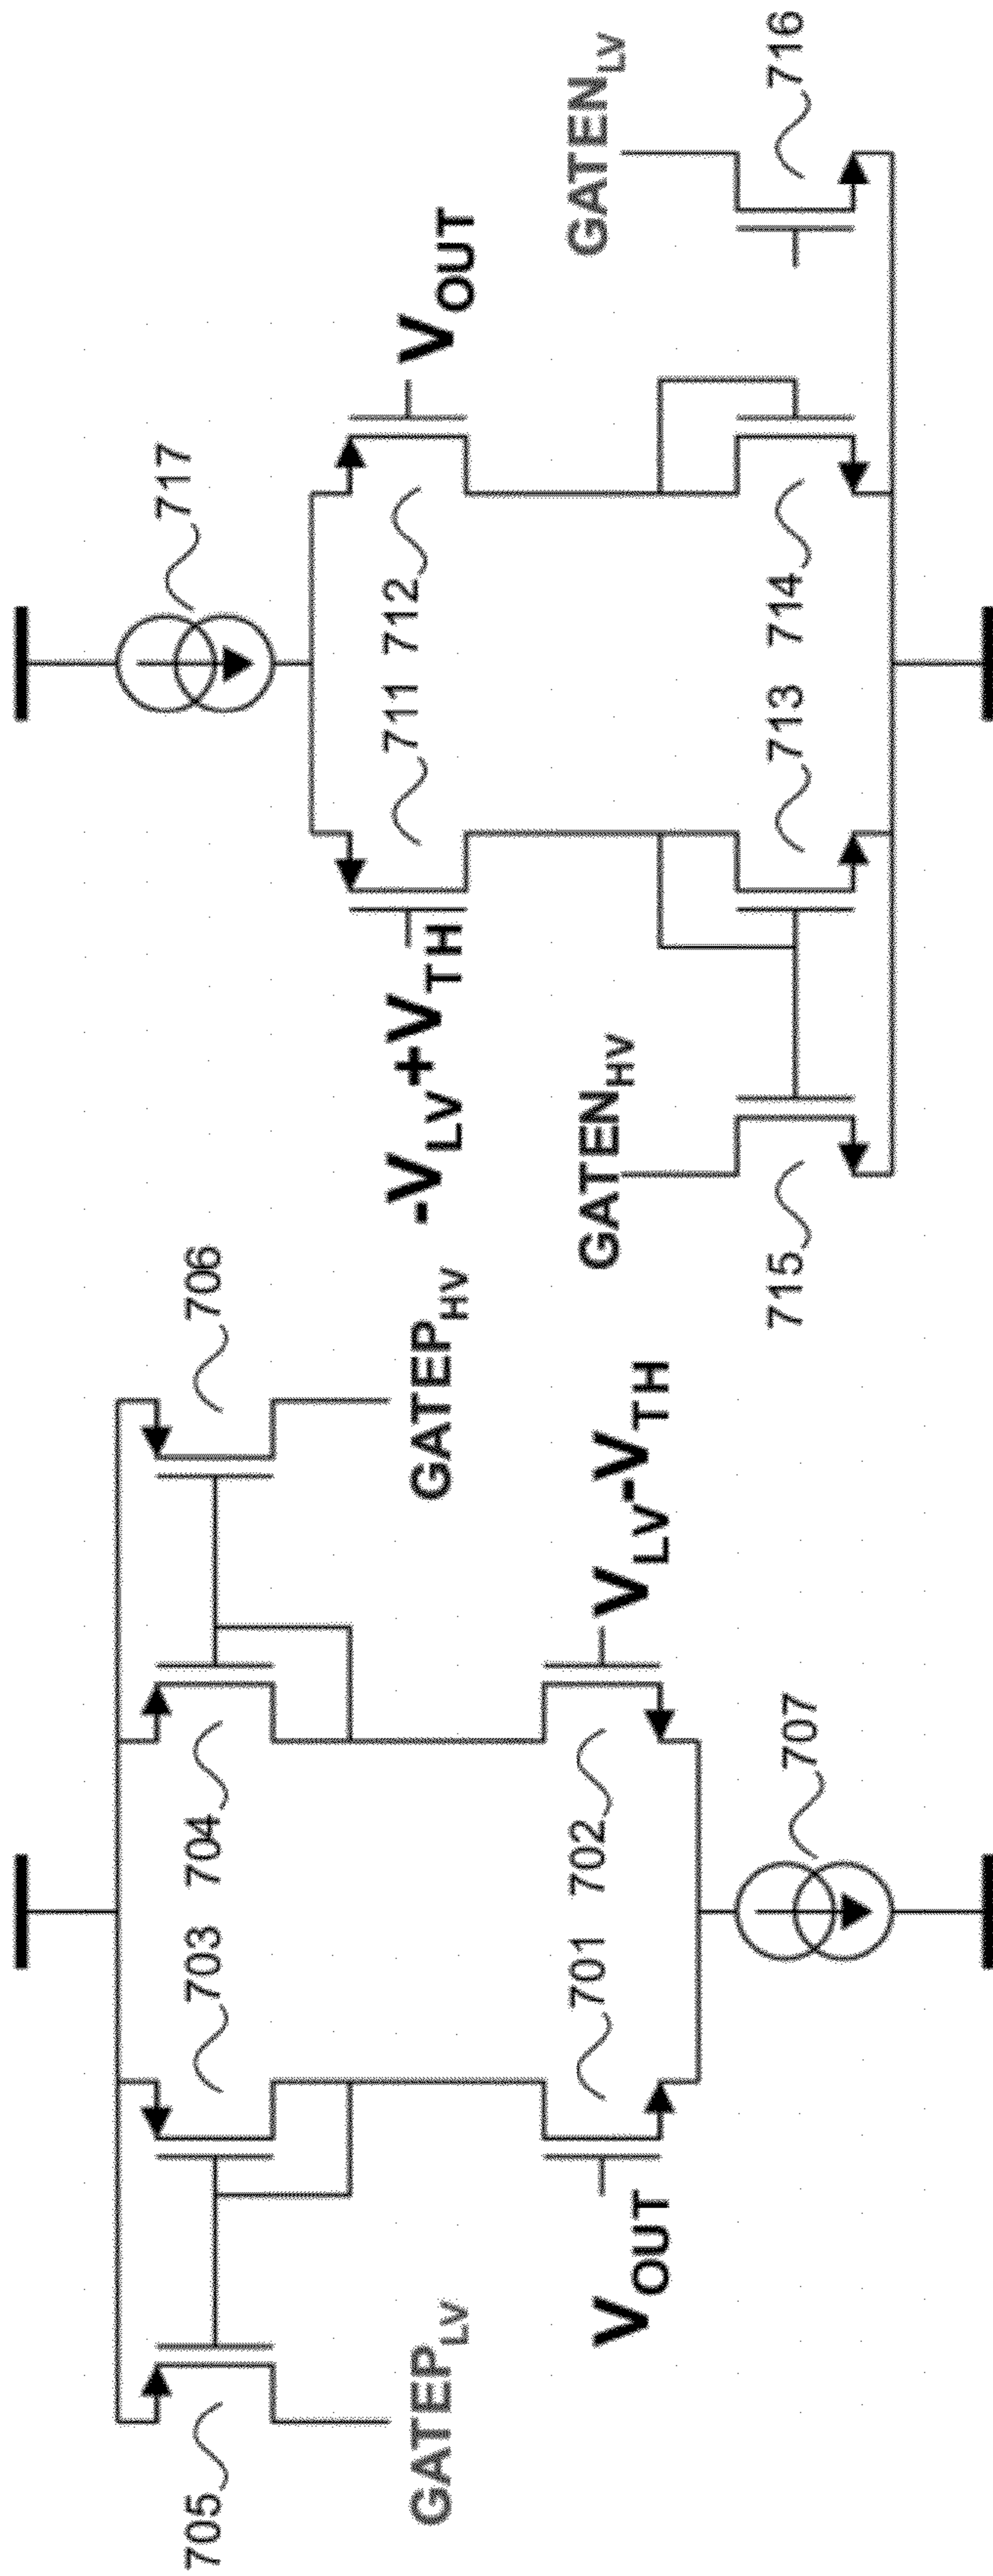 705
703
704
706
GATEP_LV
GATEP_HV
V_OUT
701
702
V_LV-V_TH
707
717
-V_LV+V_TH
711
712
V_OUT
GATEN_HV
GATEN_LV
715
713
714
716